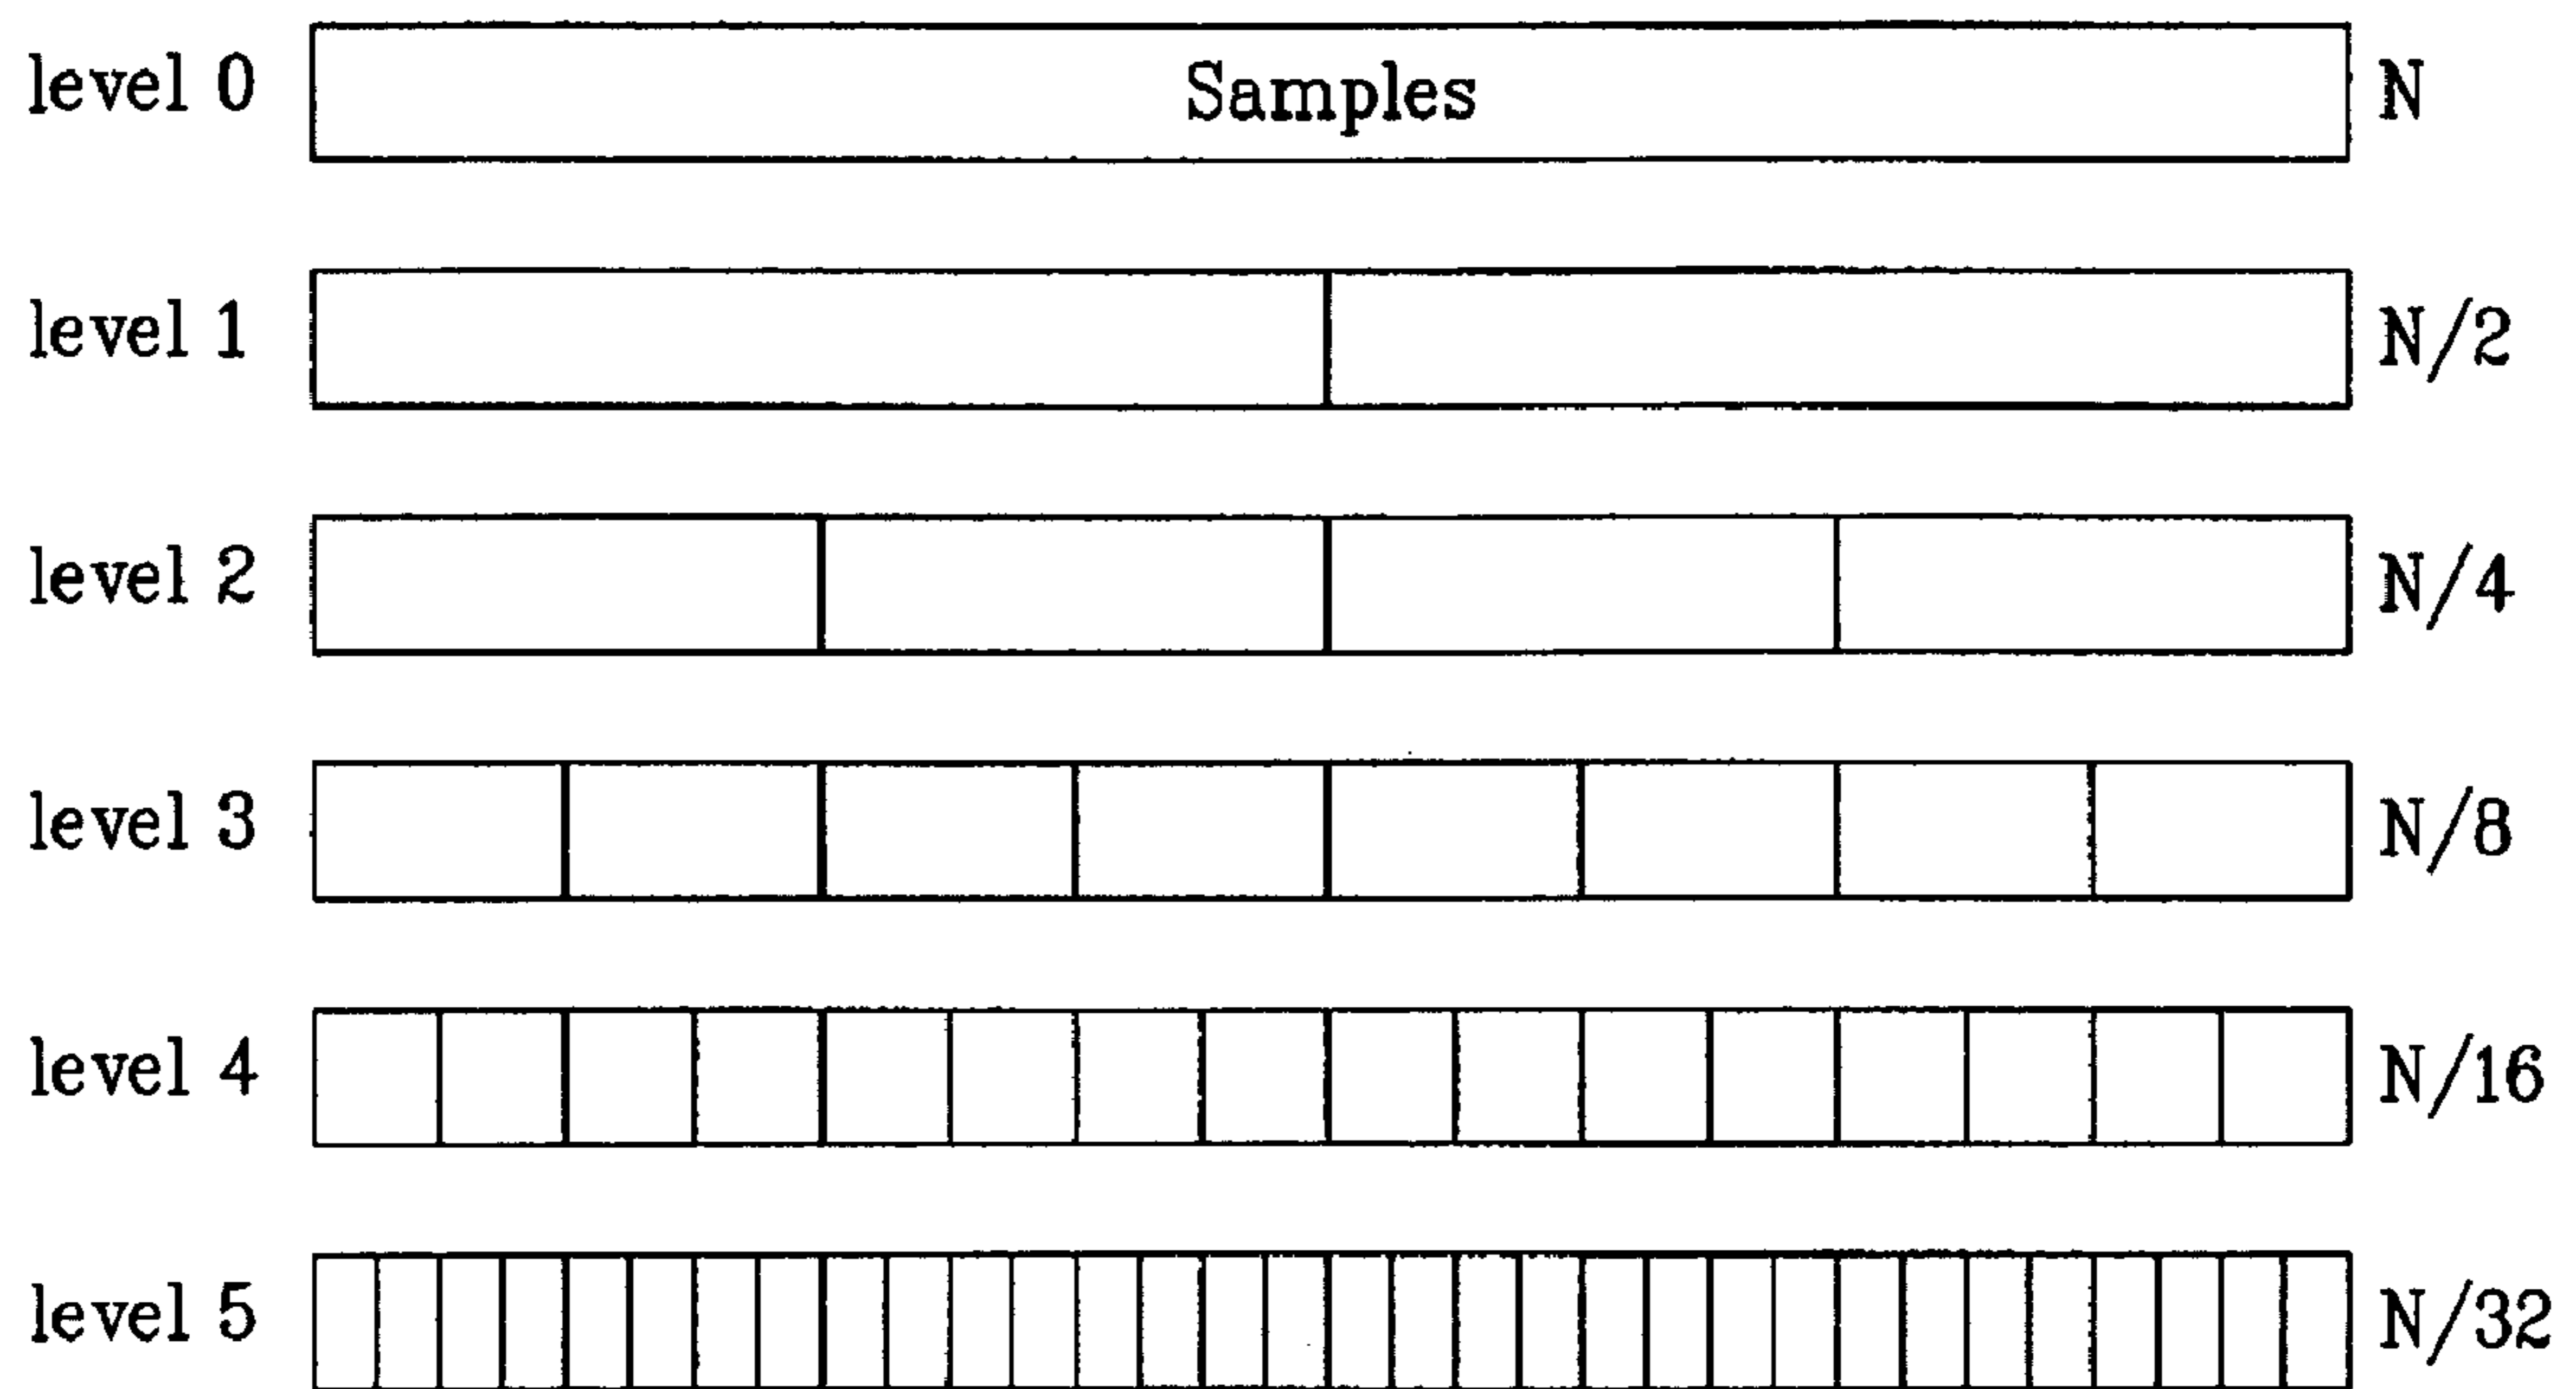 level 0 Samples N
level 1 N/2
level 2 N/4
level 3 N/8
level 4 N/16
level 5 N/32